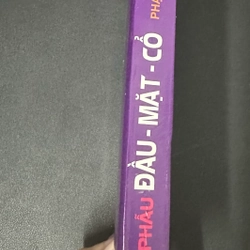 PHẪU ĐẦU - MẶT - CỔ